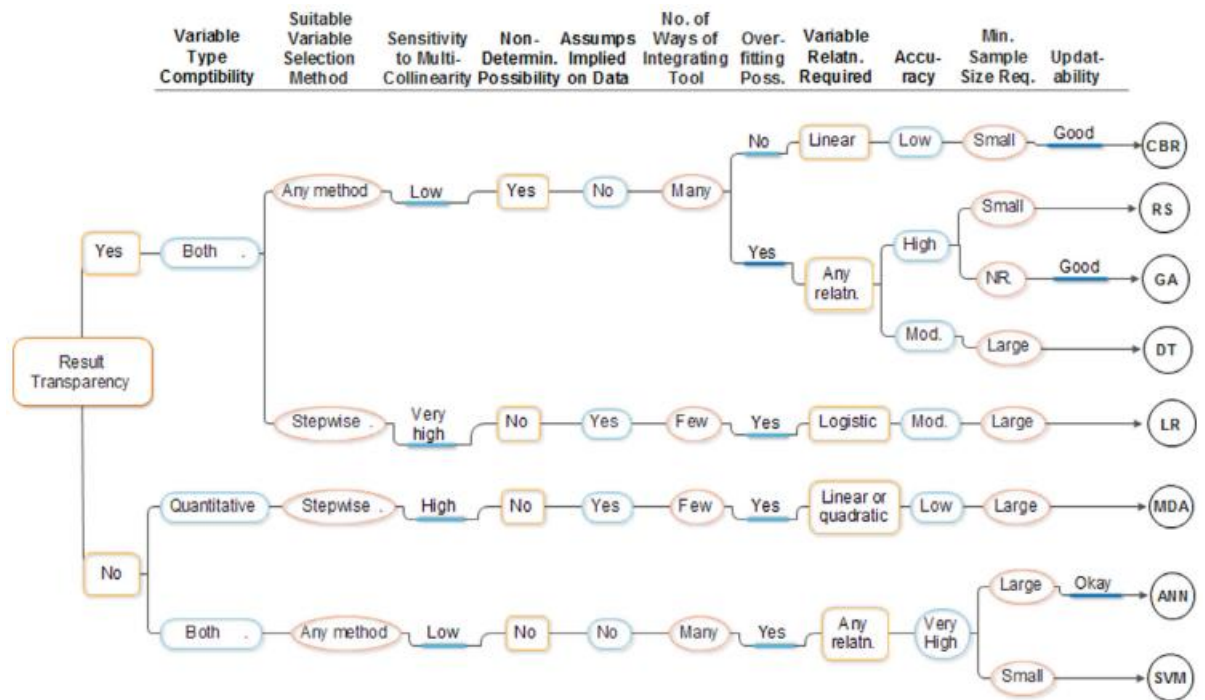 Variable Type Comptibility
Suitable Variable Selection Method
Sensitivity to Multi-Collinearity
Non-Determin. Possibility
Assumps Implied on Data
No. of Ways of Integrating Tool
Over-fitting Poss.
Variable Relatn. Required
Accu-racy
Min. Sample Size Req.
Updat-ability
Result
Transparency
Yes
Both .
Any method
Low
Yes
No
Many
No
Linear
Low
Small
Good
CBR
Yes
Any
relatn.
High
Small
RS
NR.
Good
GA
Mod.
Large
DT
Stepwise .
Very
high
No
Yes
Few
Yes
Logistic
Mod.
Large
LR
No
Quantitative
Stepwise .
High
No
Yes
Few
Yes
Linear or
quadratic
Low
Large
MDA
Both .
Any method
Low
No
No
Many
Yes
Any
relatn.
Very
High
Large
Okay
ANN
Small
SVM